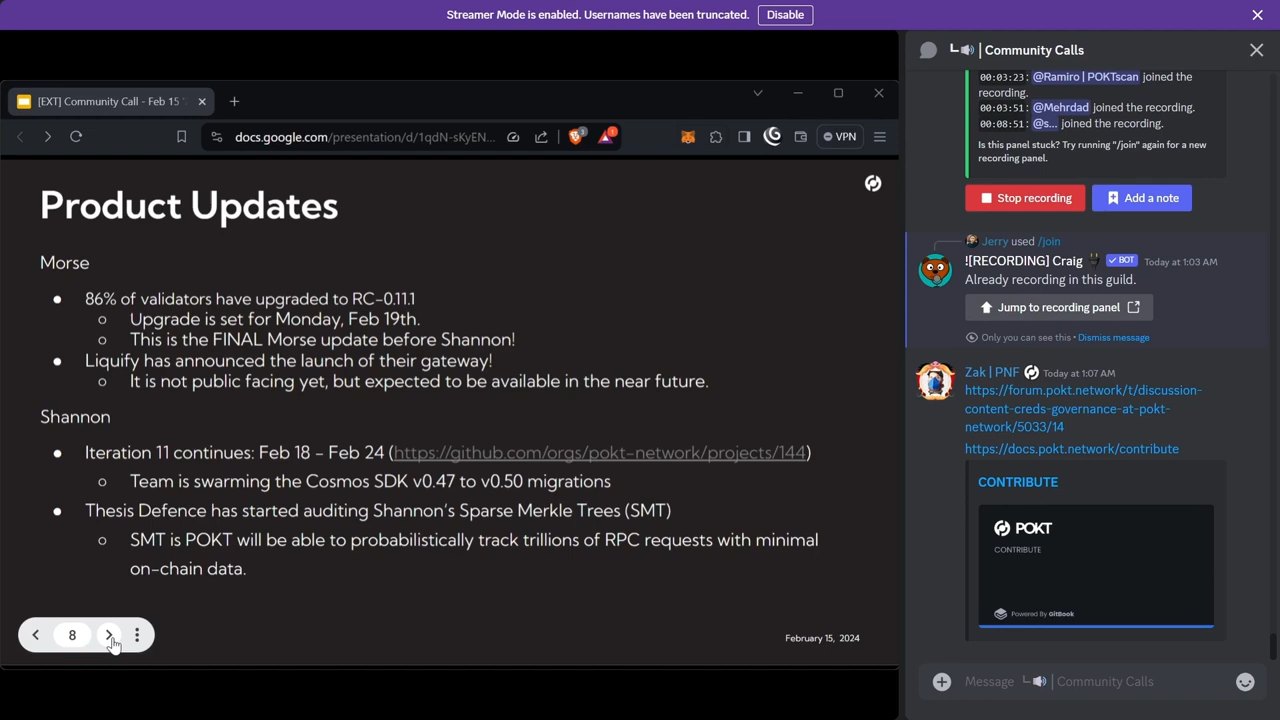 Streamer Mode is enabled. Usernames have been truncated. Disable
[EXT] Community Call - Feb 15 '
docs.google.com/presentation/d/1qdN-sKyEN...
3
1
VPN
Product Updates
Morse
86% of validators have upgraded to RC-0.11.1
Upgrade is set for Monday, Feb 19th.
This is the FINAL Morse update before Shannon!
Liquify has announced the launch of their gateway!
It is not public facing yet, but expected to be available in the near future.
Shannon
Iteration 11 continues: Feb 18 - Feb 24 (https://github.com/orgs/pokt-network/projects/144)
Team is swarming the Cosmos SDK v0.47 to v0.50 migrations
Thesis Defence has started auditing Shannon's Sparse Merkle Trees (SMT)
SMT is POKT will be able to probabilistically track trillions of RPC requests with minimal
on-chain data.
8
February 15, 2024
Community Calls
00:03:23: @Ramiro | POKTscan joined the
recording.
00:03:51: @Mehrdad joined the recording.
00:08:51: @s... joined the recording.
Is this panel stuck? Try running "/join" again for a new
recording panel.
Stop recording Add a note
Jerry used /join
![RECORDING] Craig BOT Today at 1:03 AM
Already recording in this guild.
Jump to recording panel
Only you can see this • Dismiss message
Zak | PNF Today at 1:07 AM
https://forum.pokt.network/t/discussion-
content-creds-governance-at-pokt-
network/5033/14
https://docs.pokt.network/contribute
CONTRIBUTE
POKT
CONTRIBUTE
Powered By GitBook
Message Community Calls